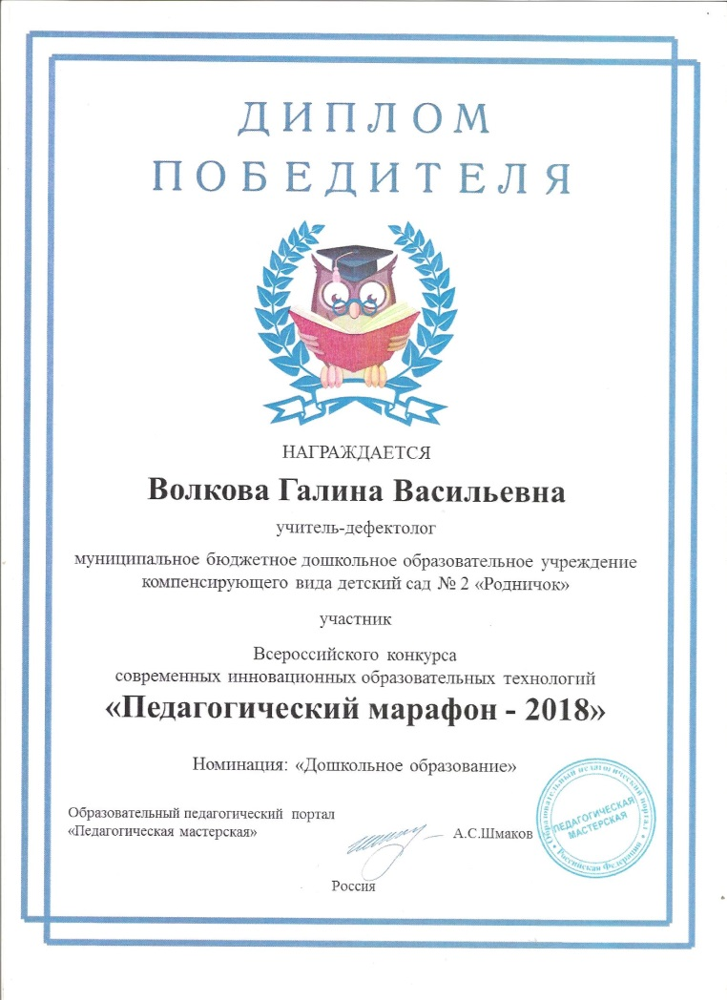 ДИПЛОМ
ПОБЕДИТЕЛЯ
НАГРАЖДАЕТСЯ
Волкова Галина Васильевна
учитель-дефектолог
муниципальное бюджетное дошкольное образовательное учреждение
компенсирующего вида детский сад № 2 «Родничок»
участник
Всероссийского конкурса
современных инновационных образовательных технологий
«Педагогический марафон - 2018»
Номинация: «Дошкольное образование»
Образовательный педагогический портал
«Педагогическая мастерская»
А.С.Шмаков
Россия
Образовательный педагогический портал
ПЕДАГОГИЧЕСКАЯ
МАСТЕРСКАЯ
Российская Федерация